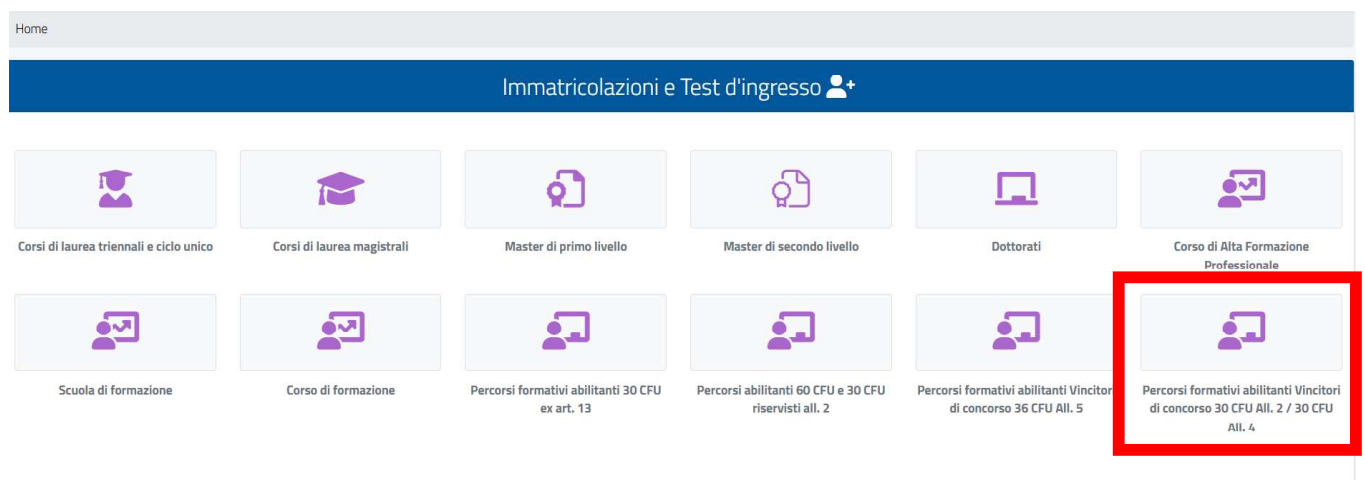 Home
Immatricolazioni e Test d'ingresso
Corsi di laurea triennali e ciclo unico
Corsi di laurea magistrali
Master di primo livello
Master di secondo livello
Dottorati
Corso di Alta Formazione
Professionale
Scuola di formazione
Corso di formazione
Percorsi formativi abilitanti 30 CFU
ex art. 13
Percorsi abilitanti 60 CFU e 30 CFU
riservisti all. 2
Percorsi formativi abilitanti Vincitor
di concorso 36 CFU All. 5
Percorsi formativi abilitanti Vincitori
di concorso 30 CFU All. 2 / 30 CFU
All. 4